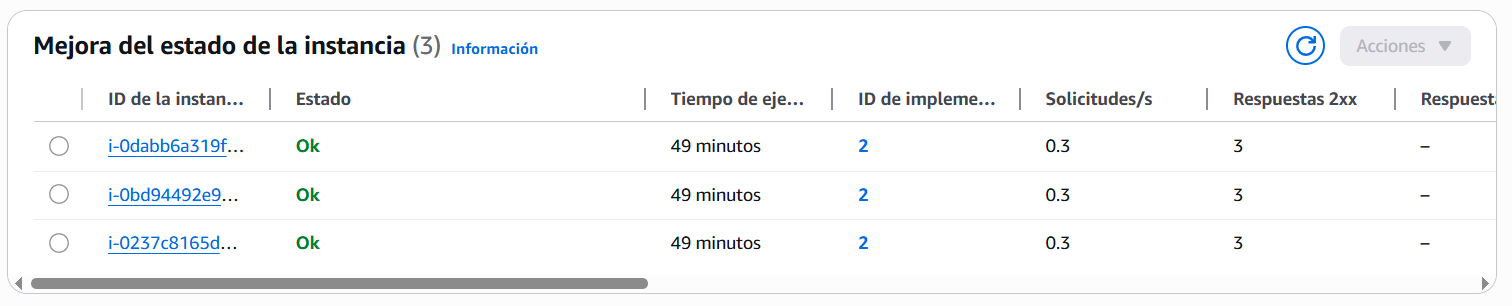 Mejora del estado de la instancia (3) Información Acciones
ID de la instan... Estado Tiempo de eje... ID de impleme... Solicitudes/s Respuestas 2xx Respuesta
i-0dabb6a319f... Ok 49 minutos 2 0.3 3 –
i-0bd94492e9... Ok 49 minutos 2 0.3 3 –
i-0237c8165d... Ok 49 minutos 2 0.3 3 –